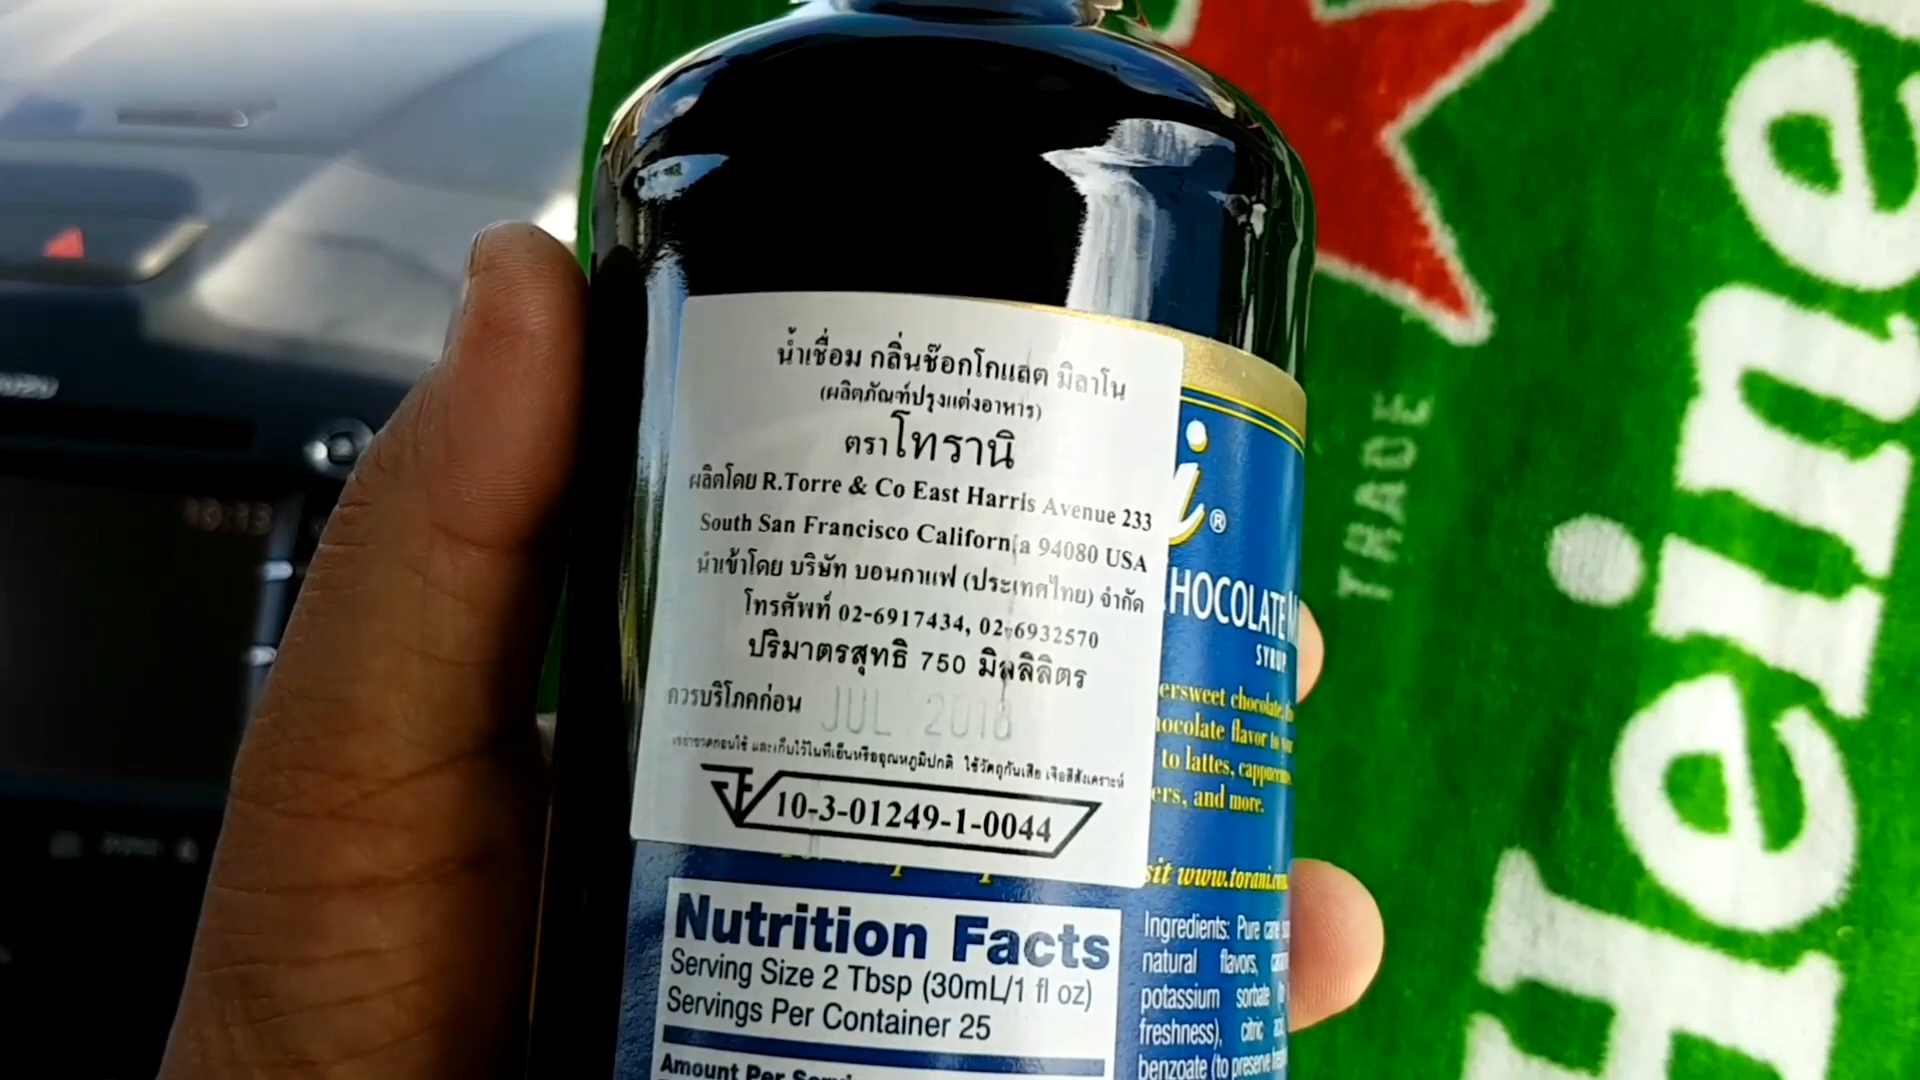 น้ำเชื่อม กลิ่นช๊อกโกแลต มิลาโน
(ผลิตภัณฑ์ปรุงแต่งอาหาร)
ตราโทรานิ
ผลิตโดย R.Torre & Co East Harris Avenue 233
South San Francisco California 94080 USA
นำเข้าโดย บริษัท บอนกาแฟ (ประเทศไทย) จำกัด
โทรศัพท์ 02-6917434, 02-6932570
ปริมาตรสุทธิ 750 มิลลิลิตร
ควรบริโภคก่อน JUL 2018
เขย่าขวดก่อนใช้ และเก็บไว้ในที่เย็นหรืออุณหภูมิปกติ ใช้วัตถุกันเสีย เจือสีสังเคราะห์
10-3-01249-1-0044
Nutrition Facts
Serving Size 2 Tbsp (30mL/1 fl oz)
Servings Per Container 25
Amount Per
®
CHOCOLATE
SYRUP
ersweet chocolate.
hocolate flavor to
to lattes,
ers, and more.
sit www.torani.com
Ingredients: Pure cane
natural flavors,
potassium sorbate
freshness), citric
benzoate (to preserve
Heine